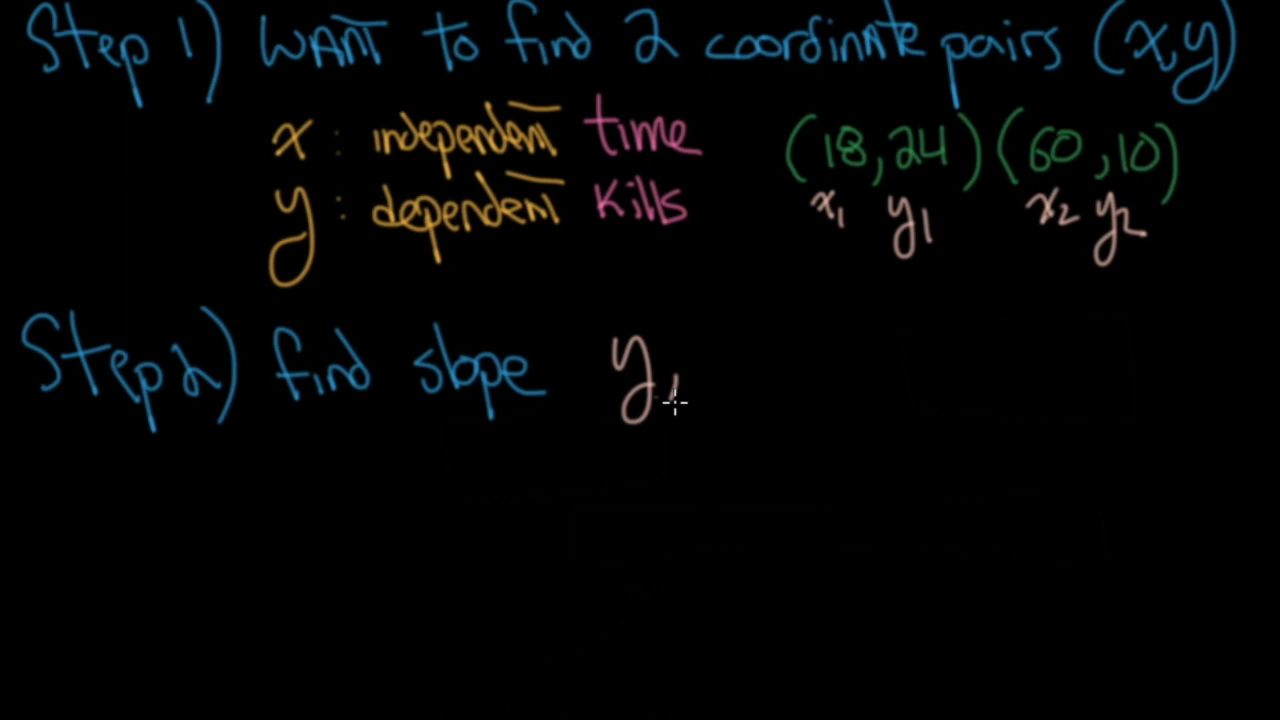 Step 1) WANT to find 2 coordinate pairs (x,y)
x : independent time (18,24) (60,10)
y : dependent kills x1 y1 x2 y2
Step 2) find slope y1